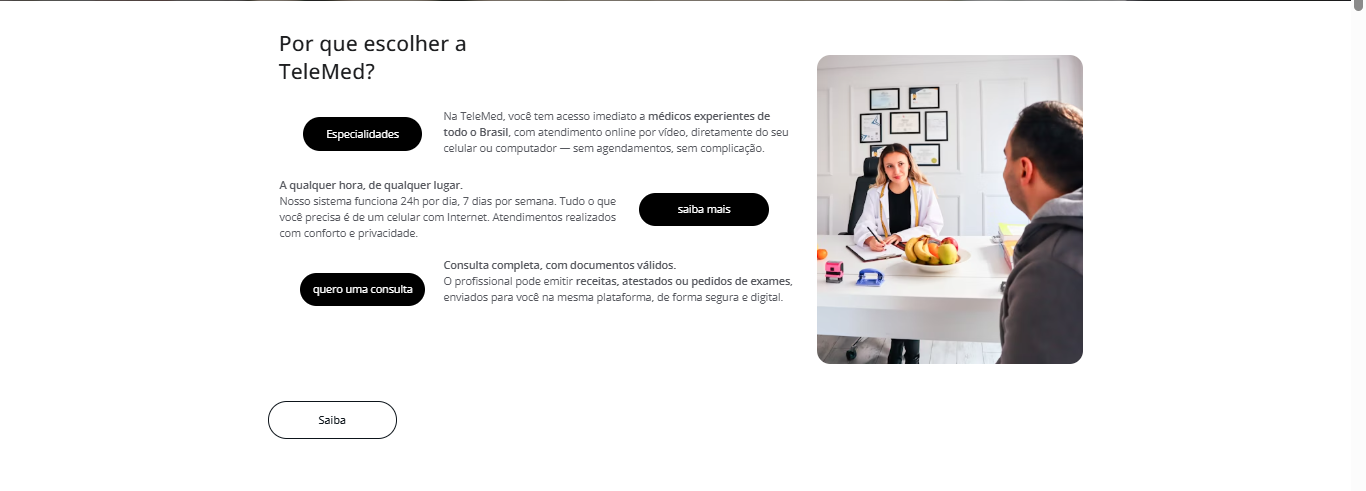 Por que escolher a
TeleMed?
Especialidades
Na TeleMed, você tem acesso imediato a médicos experientes de
todo o Brasil, com atendimento online por vídeo, diretamente do seu
celular ou computador — sem agendamentos, sem complicação.
A qualquer hora, de qualquer lugar.
Nosso sistema funciona 24h por dia, 7 dias por semana. Tudo o que
você precisa é de um celular com Internet. Atendimentos realizados
com conforto e privacidade.
saiba mais
quero uma consulta
Consulta completa, com documentos válidos.
O profissional pode emitir receitas, atestados ou pedidos de exames,
enviados para você na mesma plataforma, de forma segura e digital.
Saiba